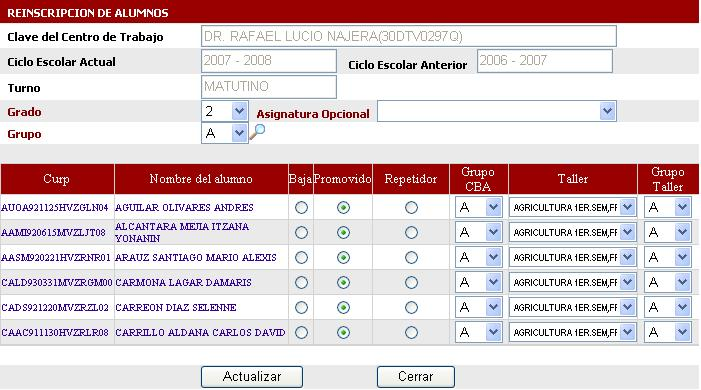 REINSCRIPCION DE ALUMNOS
Clave del Centro de Trabajo DR. RAFAEL LUCIO NAJERA(30DTV0297Q)
Ciclo Escolar Actual 2007 - 2008 Ciclo Escolar Anterior 2006 - 2007
Turno MATUTINO
Grado 2 Asignatura Opcional
Grupo A
Curp Nombre del alumno Baja Promovido Repetidor Grupo CBA Taller Grupo Taller
AUOA921125HVZGLN04 AGUILAR OLIVARES ANDRES A AGRICULTURA 1ER.SEM,FF A
AAMI920615MVZLJT08 ALCANTARA MEJIA ITZANA YONANIN A AGRICULTURA 1ER.SEM,FF A
AASM920221HVZRNR01 ARAUZ SANTIAGO MARIO ALEXIS A AGRICULTURA 1ER.SEM,FF A
CALD930331MVZRGM00 CARMONA LAGAR DAMARIS A AGRICULTURA 1ER.SEM,FF A
CADS921220MVZRZL02 CARREON DIAZ SELENNE A AGRICULTURA 1ER.SEM,FF A
CAAC911130HVZRLR08 CARRILLO ALDANA CARLOS DAVID A AGRICULTURA 1ER.SEM,FF A
Actualizar Cerrar